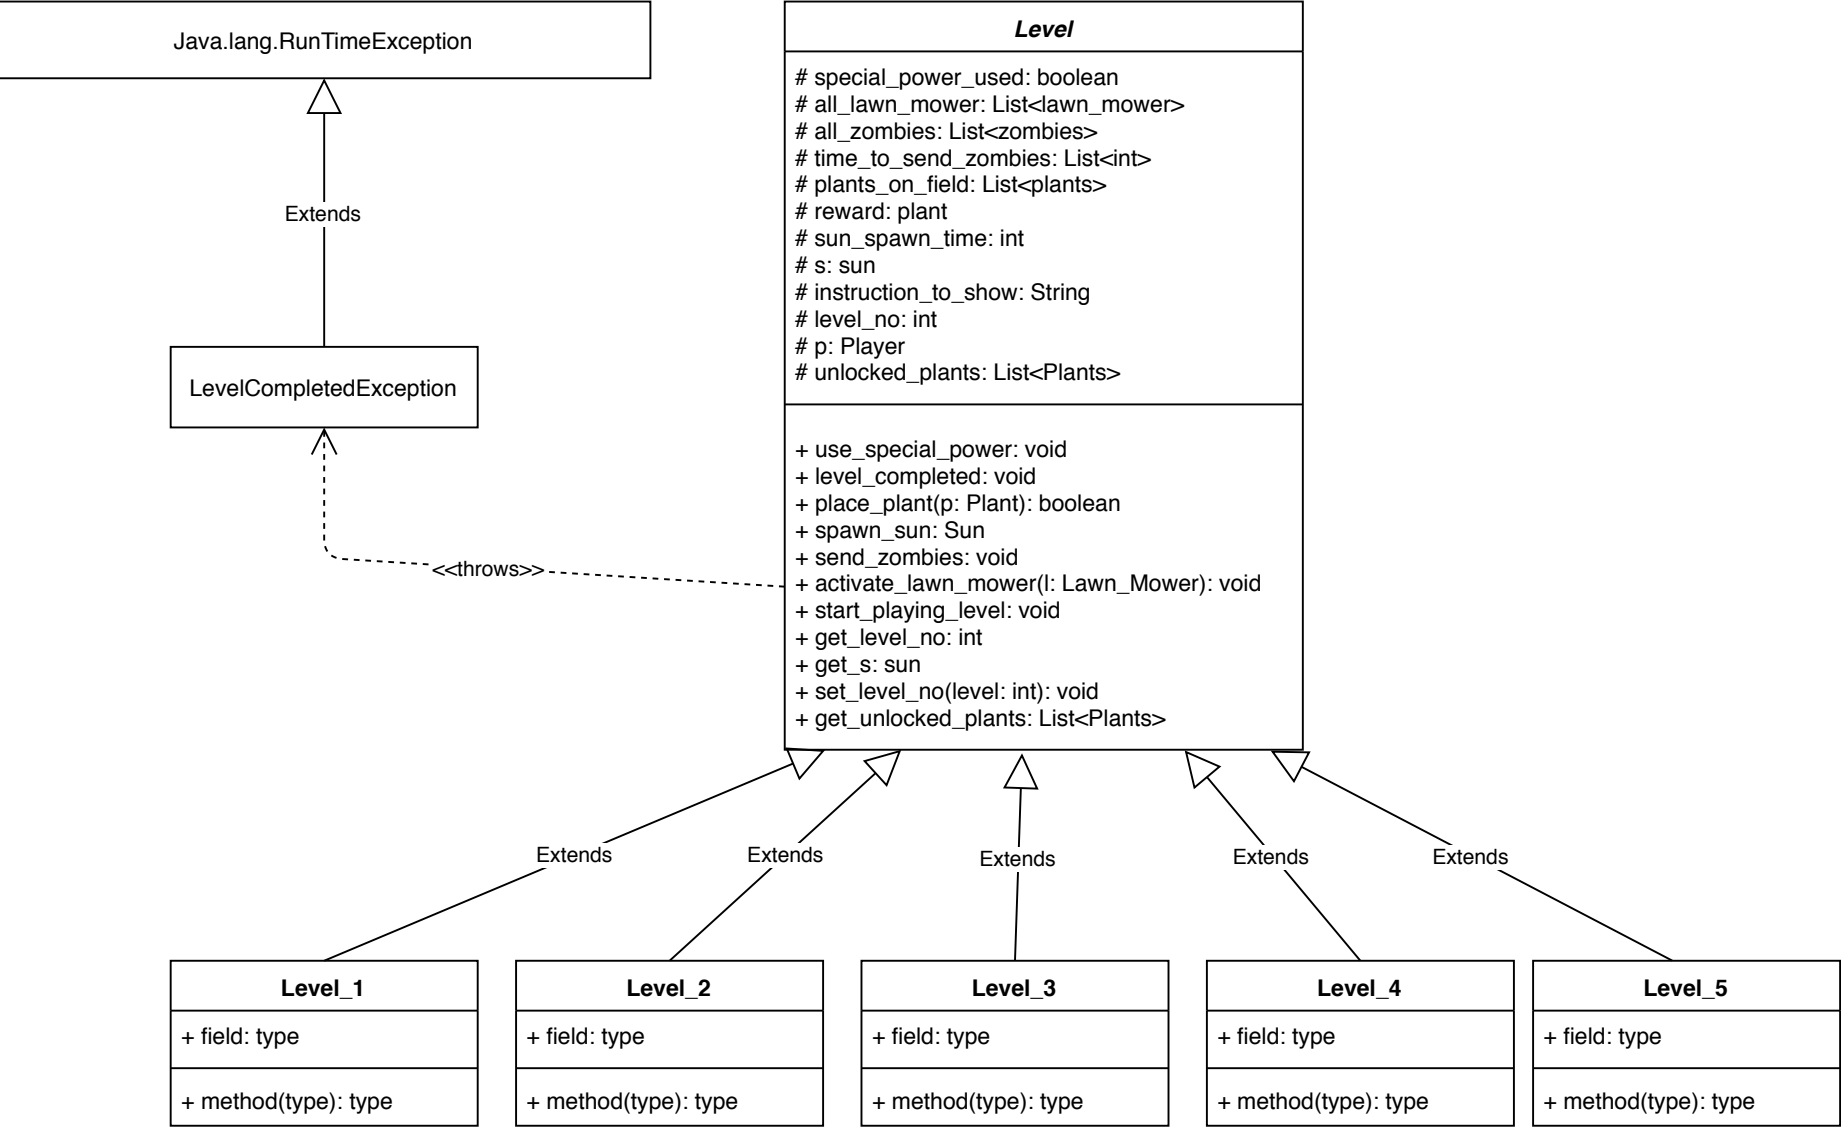 Java.lang.RunTimeException
Extends
LevelCompletedException
<<throws>>
Level
# special_power_used: boolean
# all_lawn_mower: List<lawn_mower>
# all_zombies: List<zombies>
# time_to_send_zombies: List<int>
# plants_on_field: List<plants>
# reward: plant
# sun_spawn_time: int
# s: sun
# instruction_to_show: String
# level_no: int
# p: Player
# unlocked_plants: List<Plants>
+ use_special_power: void
+ level_completed: void
+ place_plant(p: Plant): boolean
+ spawn_sun: Sun
+ send_zombies: void
+ activate_lawn_mower(l: Lawn_Mower): void
+ start_playing_level: void
+ get_level_no: int
+ get_s: sun
+ set_level_no(level: int): void
+ get_unlocked_plants: List<Plants>
Extends
Extends
Extends
Extends
Extends
Level_1
+ field: type
+ method(type): type
Level_2
+ field: type
+ method(type): type
Level_3
+ field: type
+ method(type): type
Level_4
+ field: type
+ method(type): type
Level_5
+ field: type
+ method(type): type